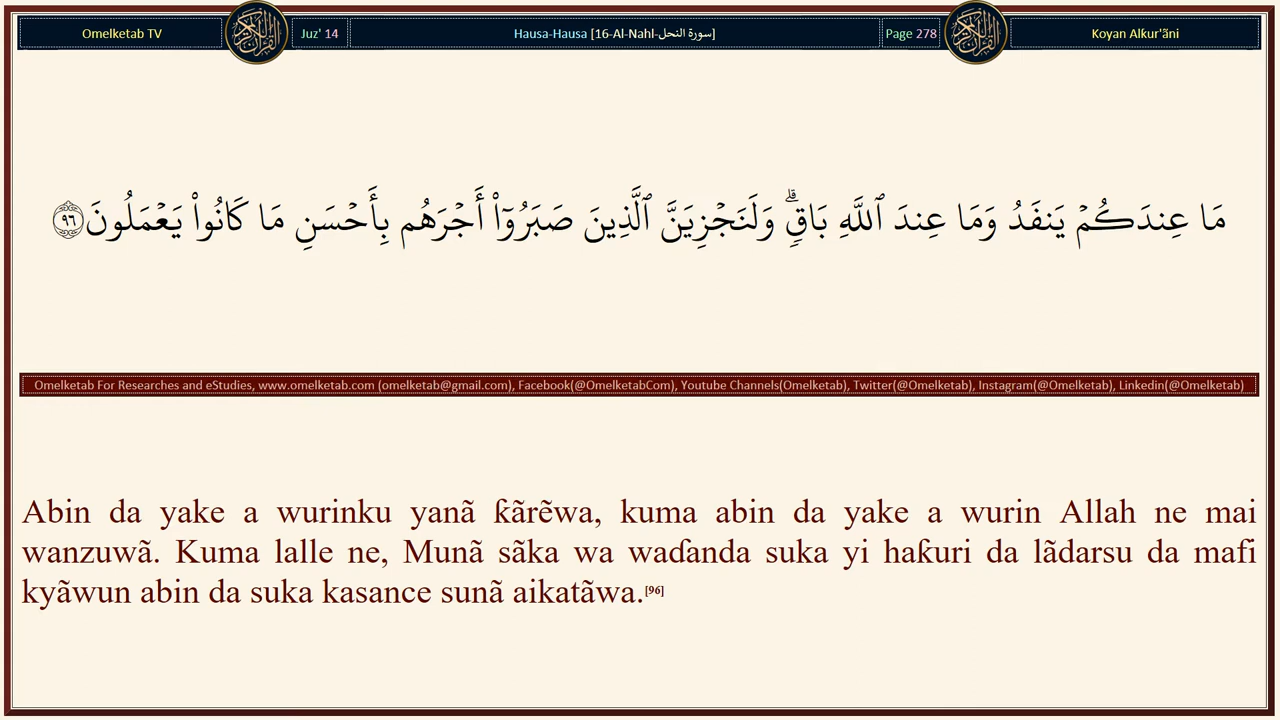 Omelketab TV
Juz' 14
Hausa-Hausa [16-Al-Nahl-سورة النحل]
Page 278
Koyan Alƙur'ãni
مَا عِندَكُمۡ يَنفَدُ وَمَا عِندَ ٱللَّهِ بَاقٖۗ وَلَنَجۡزِيَنَّ ٱلَّذِينَ صَبَرُوٓاْ أَجۡرَهُم بِأَحۡسَنِ مَا كَانُواْ يَعۡمَلُونَ ٩٦
Omelketab For Researches and eStudies, www.omelketab.com (omelketab@gmail.com), Facebook(@OmelketabCom), Youtube Channels(Omelketab), Twitter(@Omelketab), Instagram(@Omelketab), Linkedin(@Omelketab)
Abin da yake a wurinku yanã ƙãrẽwa, kuma abin da yake a wurin Allah ne mai
wanzuwã. Kuma lalle ne, Munã sãka wa waɗanda suka yi haƙuri da lãdarsu da mafi
kyãwun abin da suka kasance sunã aikatãwa.[96]